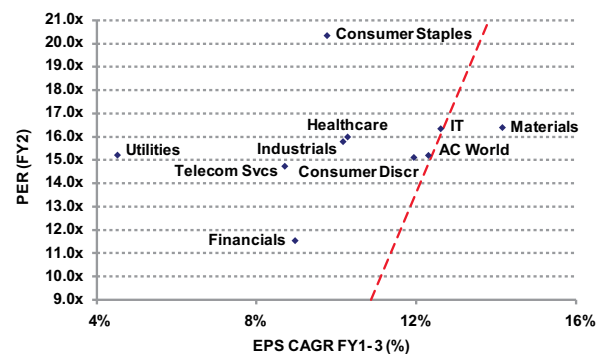 21.0x
20.0x
19.0x
18.0x
17.0x
16.0x
15.0x
14.0x
13.0x
12.0x
11.0x
10.0x
9.0x
PER (FY2)
Consumer Staples
Healthcare
IT
Materials
Utilities
Industrials
AC World
Telecom Svcs
Consumer Discr
Financials
4%
8%
12%
16%
EPS CAGR FY1-3 (%)